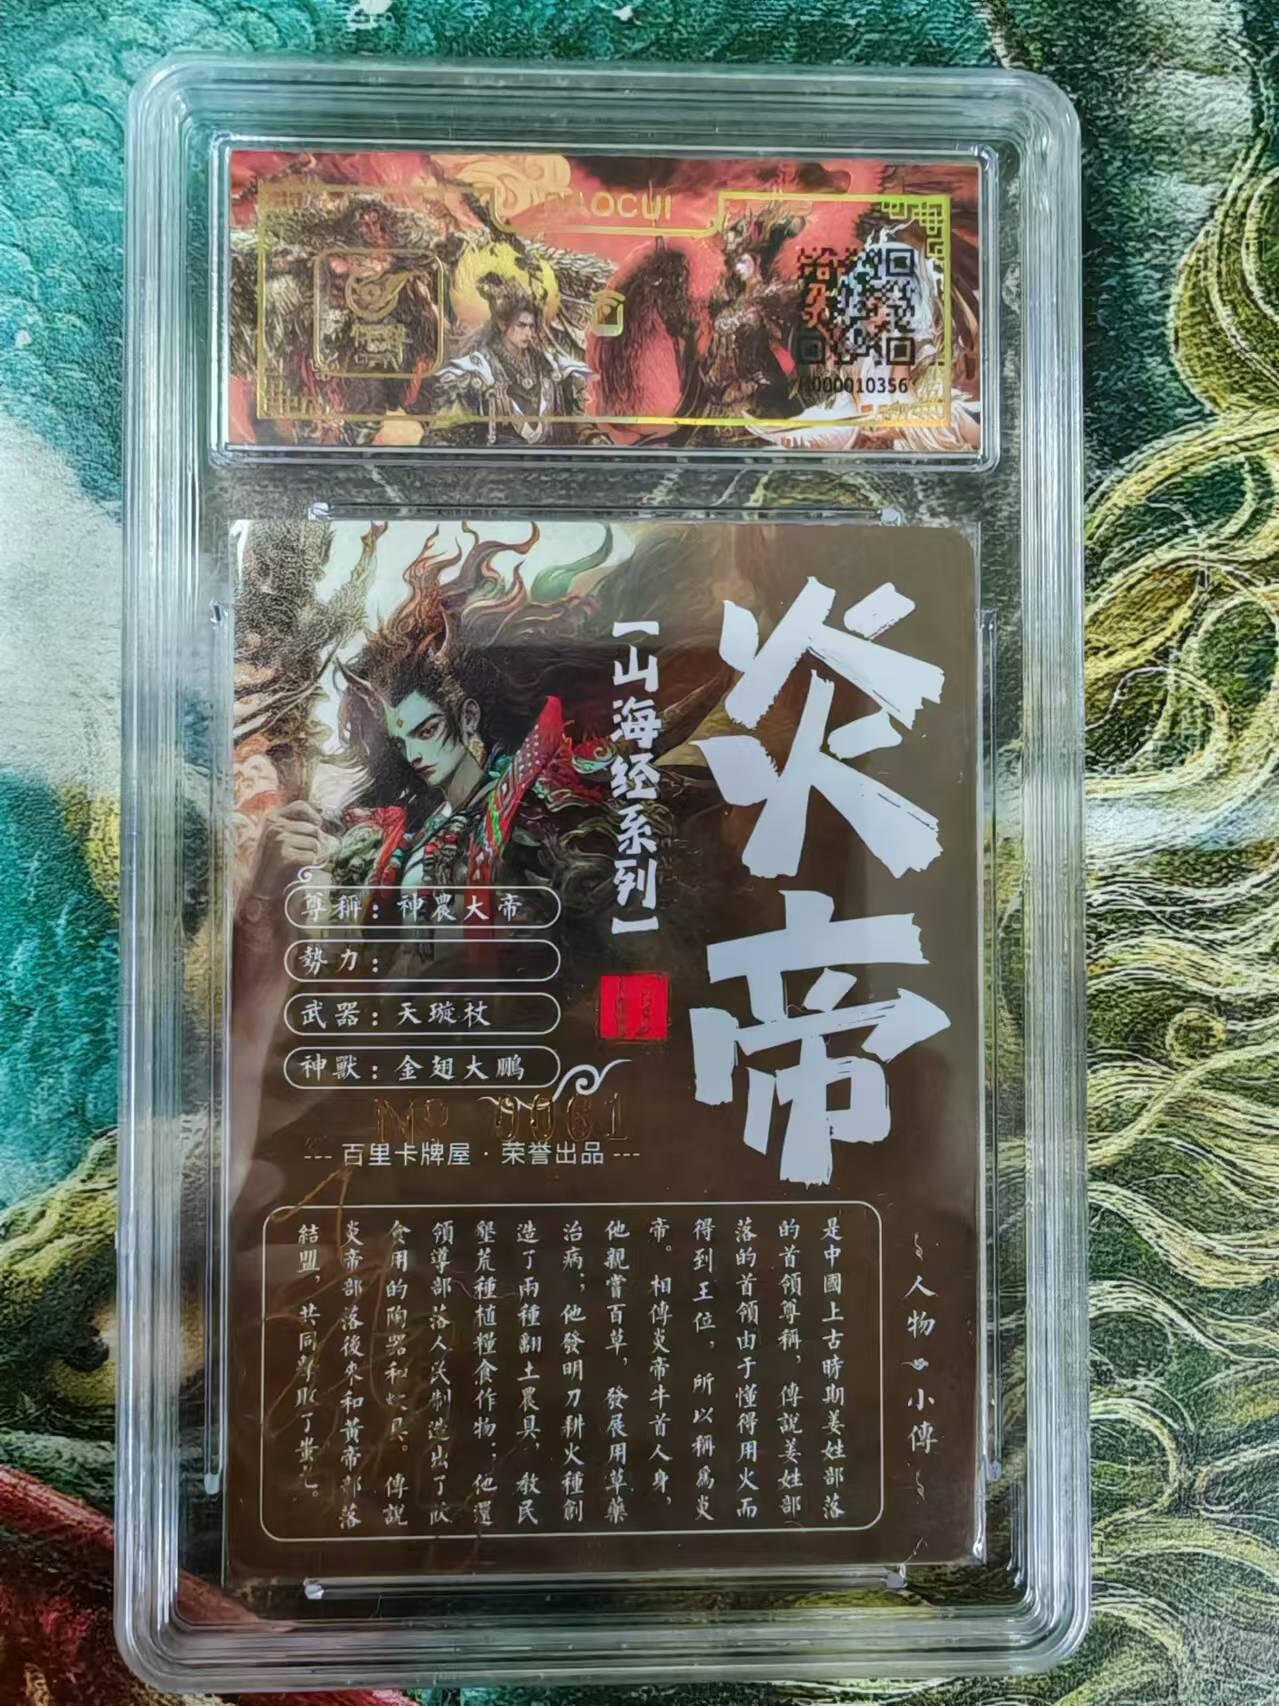 AOCUI
000010356
炎帝
【山海经系列】
尊稱：神農大帝
勢力：
武器：天璇杖
神獸：金翅大鵬
Nº 0061
--- 百里卡牌屋 · 荣誉出品 ---
人物 小傳
是中國上古時期姜姓部落
的首領尊稱，傳說姜姓部
落的首領由于懂得用火而
得到王位，所以稱為炎
帝。相傳炎帝牛首人身，
他親嘗百草，發展用草藥
治病；他發明刀耕火種創
造了兩種翻土農具，教民
墾荒種植糧食作物；他還
領導部落人民制造出了飲
食用的陶器和炊具。傳說
炎帝部落後來和黃帝部落
結盟，共同擊敗了蚩尤。